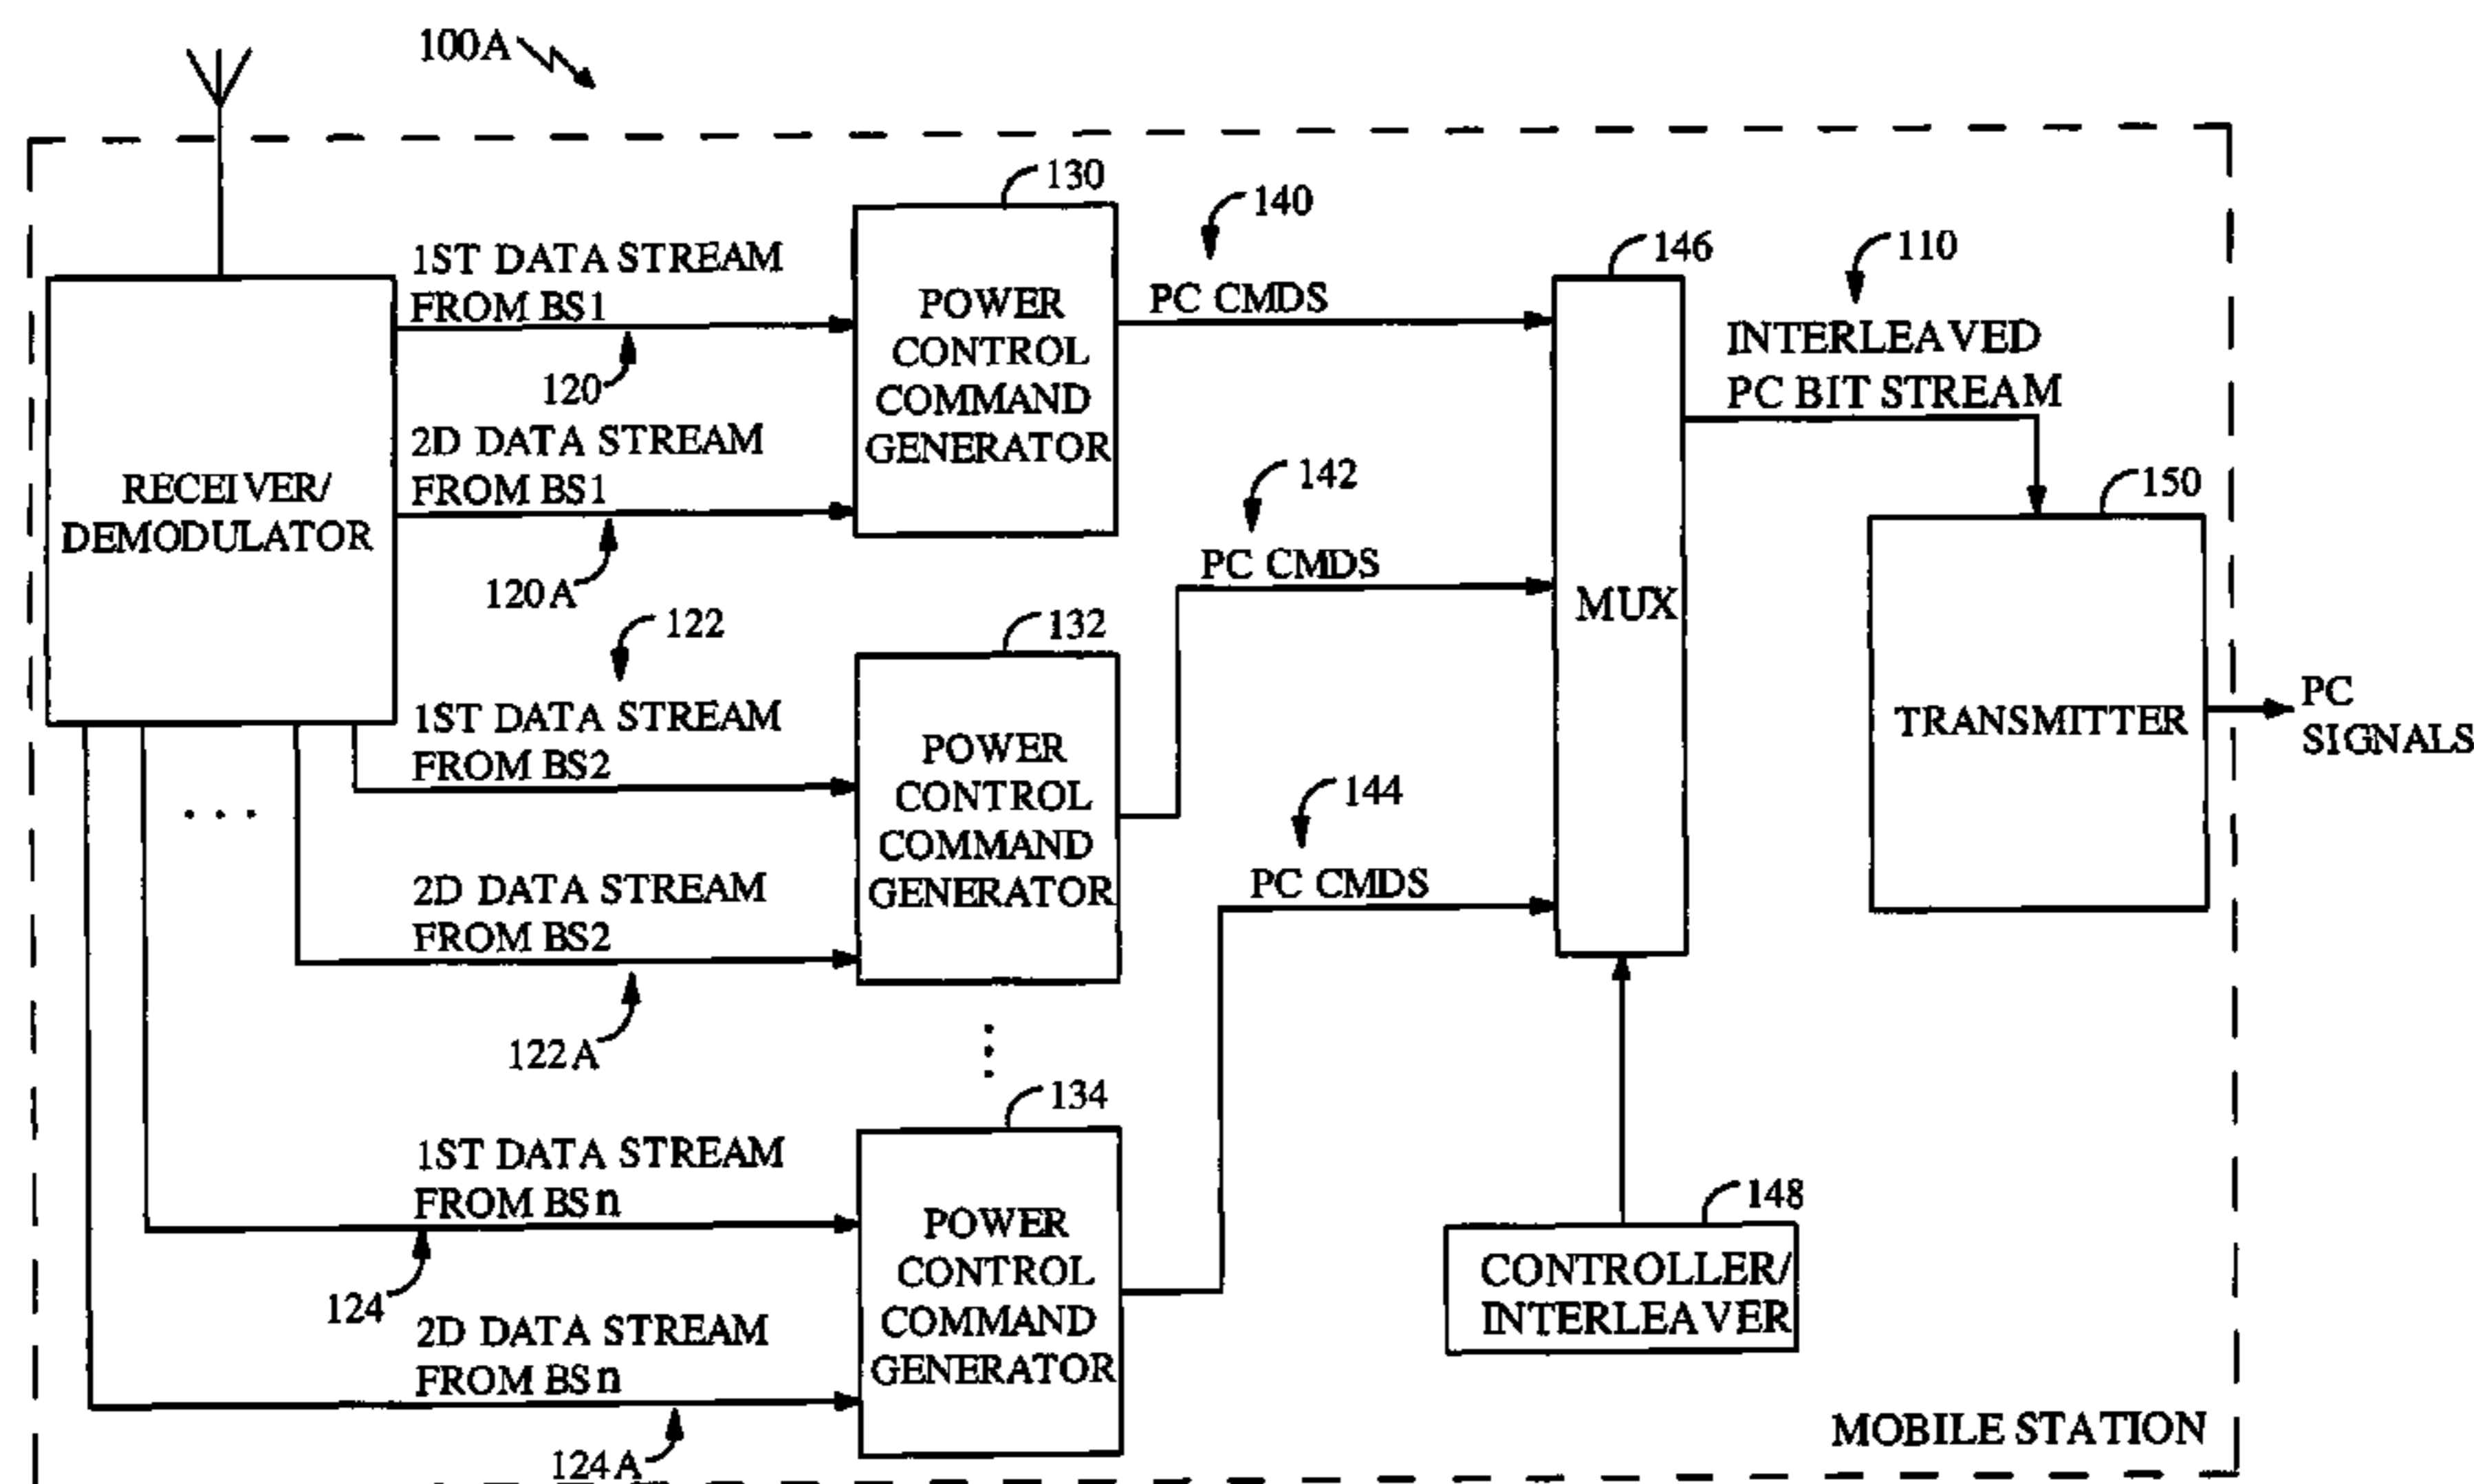 100A
130
140
146
110
1ST DATA STREAM
FROM BS1
120
2D DATA STREAM
FROM BS1
120A
RECEIVER/
DEMODULATOR
POWER
CONTROL
COMMAND
GENERATOR
PC CMDS
INTERLEAVED
PC BIT STREAM
142
PC CMDS
MUX
150
TRANSMITTER
PC
SIGNALS
122
132
1ST DATA STREAM
FROM BS2
. . .
2D DATA STREAM
FROM BS2
122A
POWER
CONTROL
COMMAND
GENERATOR
144
PC CMDS
134
1ST DATA STREAM
FROM BSn
124
2D DATA STREAM
FROM BSn
124A
POWER
CONTROL
COMMAND
GENERATOR
148
CONTROLLER/
INTERLEAVER
MOBILE STATION